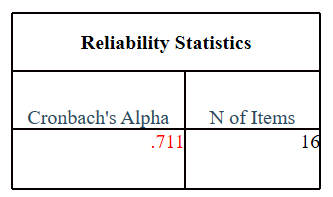 Reliability Statistics
Cronbach's Alpha N of Items
.711 16